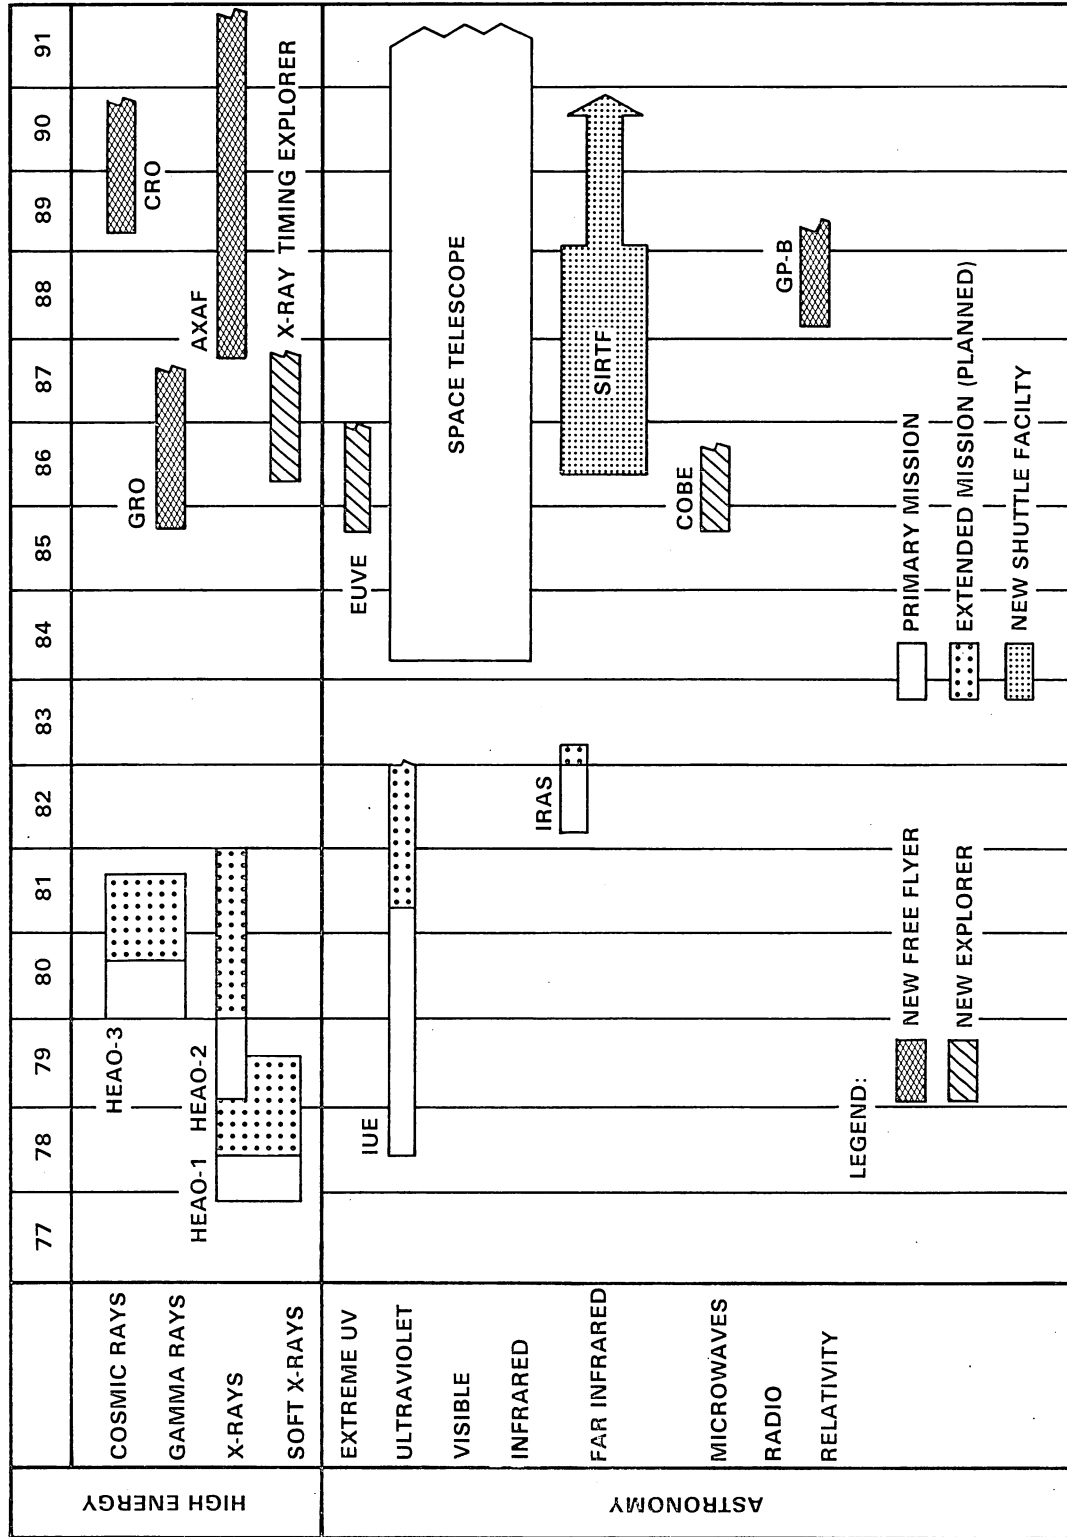 77 78 79 80 81 82 83 84 85 86 87 88 89 90 91
HIGH ENERGY
COSMIC RAYS
GAMMA RAYS
X-RAYS
SOFT X-RAYS
HEAO-3
HEAO-1
HEAO-2
CRO
GRO
AXAF
X-RAY TIMING EXPLORER
ASTRONOMY
EXTREME UV
ULTRAVIOLET
VISIBLE
INFRARED
FAR INFRARED
MICROWAVES
RADIO
RELATIVITY
EUVE
IUE
SPACE TELESCOPE
IRAS
SIRTF
COBE
GP-B
LEGEND:
NEW FREE FLYER
NEW EXPLORER
PRIMARY MISSION
EXTENDED MISSION (PLANNED)
NEW SHUTTLE FACILTY